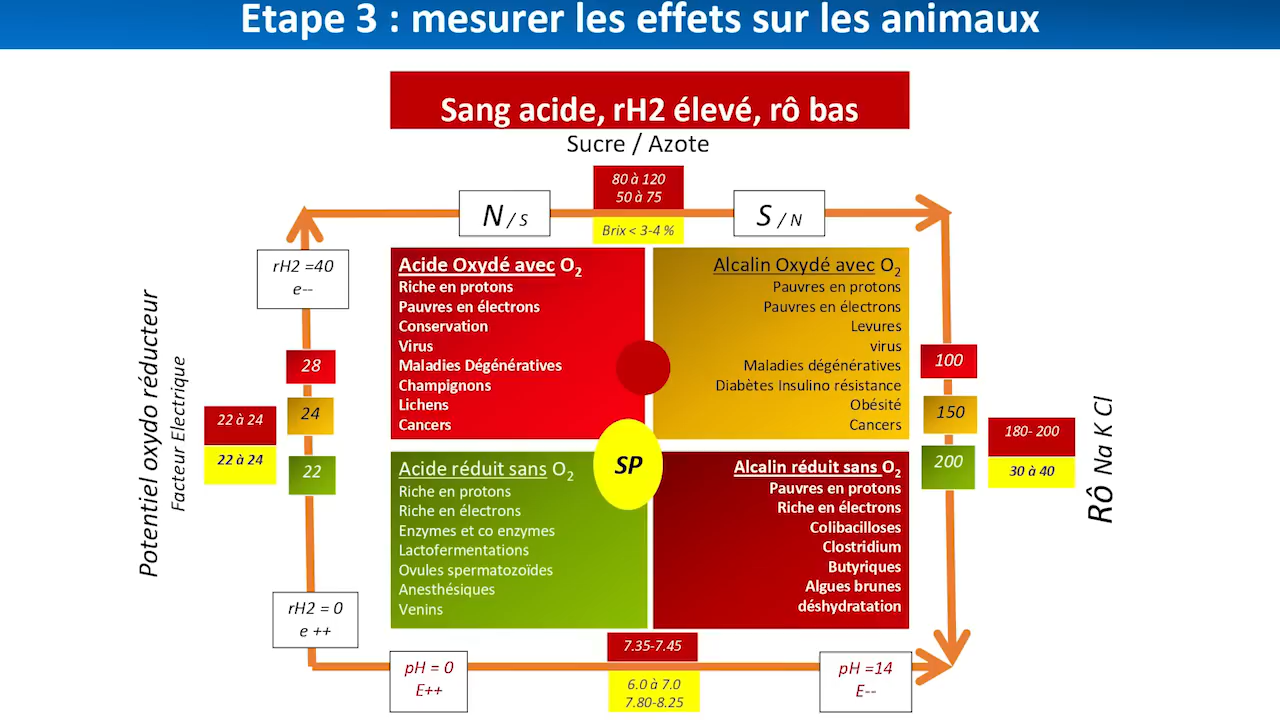 Etape 3 : mesurer les effets sur les animaux
Sang acide, rH2 élevé, rô bas
Sucre / Azote
80 à 120
50 à 75
Brix < 3-4 %
N / S
S / N
rH2 =40
e--
Potentiel oxydo réducteur
Facteur Electrique
28
24
22
22 à 24
22 à 24
rH2 = 0
e ++
Acide Oxydé avec O2
Riche en protons
Pauvres en électrons
Conservation
Virus
Maladies Dégénératives
Champignons
Lichens
Cancers
Alcalin Oxydé avec O2
Pauvres en protons
Pauvres en électrons
Levures
virus
Maladies dégénératives
Diabètes Insulino résistance
Obésité
Cancers
SP
Acide réduit sans O2
Riche en protons
Riche en électrons
Enzymes et co enzymes
Lactofermentations
Ovules spermatozoïdes
Anesthésiques
Venins
Alcalin réduit sans O2
Pauvres en protons
Riche en électrons
Colibacilloses
Clostridium
Butyriques
Algues brunes
déshydratation
100
150
200
180- 200
30 à 40
Rô Na K Cl
pH = 0
E++
7.35-7.45
6.0 à 7.0
7.80-8.25
pH =14
E--